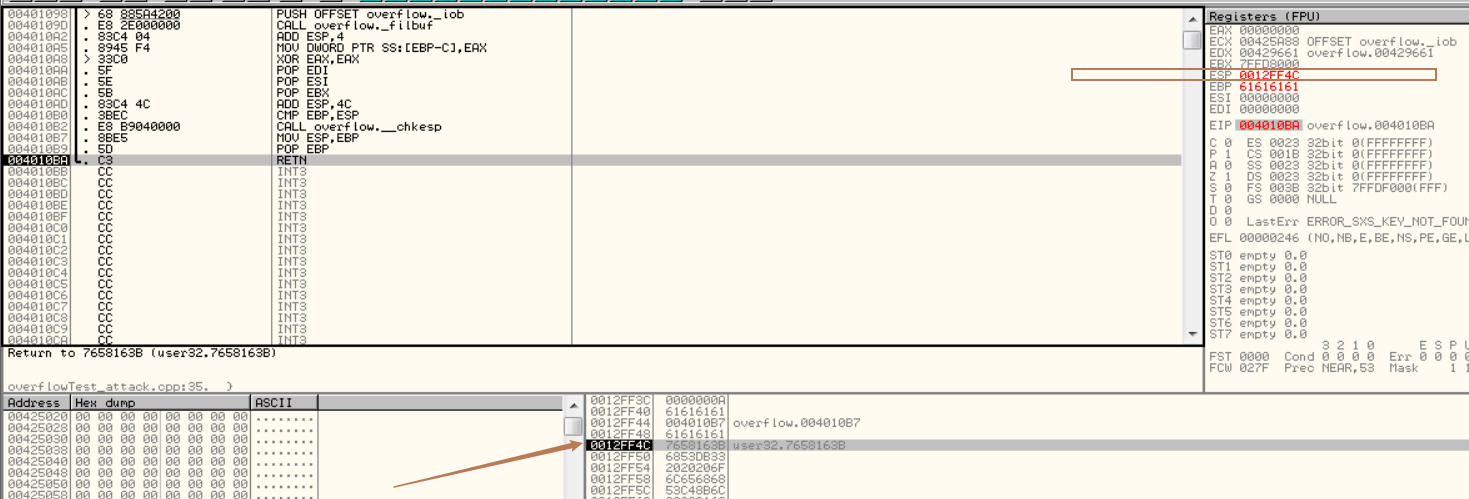 00401098 > 68 885A4200 PUSH OFFSET overflow._iob
0040109D . E8 2E000000 CALL overflow._filbuf
004010A2 . 83C4 04 ADD ESP,4
004010A5 . 8945 F4 MOV DWORD PTR SS:[EBP-C],EAX
004010A8 > 33C0 XOR EAX,EAX
004010AA . 5F POP EDI
004010AB . 5E POP ESI
004010AC . 5B POP EBX
004010AD . 83C4 4C ADD ESP,4C
004010B0 . 3BEC CMP EBP,ESP
004010B2 . E8 B9040000 CALL overflow.__chkesp
004010B7 . 8BE5 MOV ESP,EBP
004010B9 . 5D POP EBP
004010BA . C3 RETN
004010BB CC INT3
004010BC CC INT3
004010BD CC INT3
004010BE CC INT3
004010BF CC INT3
004010C0 CC INT3
004010C1 CC INT3
004010C2 CC INT3
004010C3 CC INT3
004010C4 CC INT3
004010C5 CC INT3
004010C6 CC INT3
004010C7 CC INT3
004010C8 CC INT3
004010C9 CC INT3
004010CA CC INT3
Return to 7658163B (user32.7658163B)
overflowTest_attack.cpp:35. }
Registers (FPU)
EAX 00000000
ECX 00425A88 OFFSET overflow._iob
EDX 00429661 overflow.00429661
EBX 7FFD8000
ESP 0012FF4C
EBP 61616161
ESI 00000000
EDI 00000000
EIP 004010BA overflow.004010BA
C 0 ES 0023 32bit 0(FFFFFFFF)
P 1 CS 001B 32bit 0(FFFFFFFF)
A 0 SS 0023 32bit 0(FFFFFFFF)
Z 1 DS 0023 32bit 0(FFFFFFFF)
S 0 FS 003B 32bit 7FFDF000(FFF)
T 0 GS 0000 NULL
D 0
O 0 LastErr ERROR_SXS_KEY_NOT_FOUN
EFL 00000246 (NO,NB,E,BE,NS,PE,GE,L
ST0 empty 0.0
ST1 empty 0.0
ST2 empty 0.0
ST3 empty 0.0
ST4 empty 0.0
ST5 empty 0.0
ST6 empty 0.0
ST7 empty 0.0
3 2 1 0 E S P U
FST 0000 Cond 0 0 0 0 Err 0 0 0 0
FCW 027F Prec NEAR,53 Mask 1 1
Address Hex dump ASCII
00425020 00 00 00 00 00 00 00 00 ........
00425028 00 00 00 00 00 00 00 00 ........
00425030 00 00 00 00 00 00 00 00 ........
00425038 00 00 00 00 00 00 00 00 ........
00425040 00 00 00 00 00 00 00 00 ........
00425048 00 00 00 00 00 00 00 00 ........
00425050 00 00 00 00 00 00 00 00 ........
00425058 00 00 00 00 00 00 00 00 ........
0012FF3C 0000000A
0012FF40 61616161
0012FF44 004010B7 overflow.004010B7
0012FF48 61616161
0012FF4C 7658163B user32.7658163B
0012FF50 6853DB33
0012FF54 2020206F
0012FF58 6C656868
0012FF5C 53C48B6C